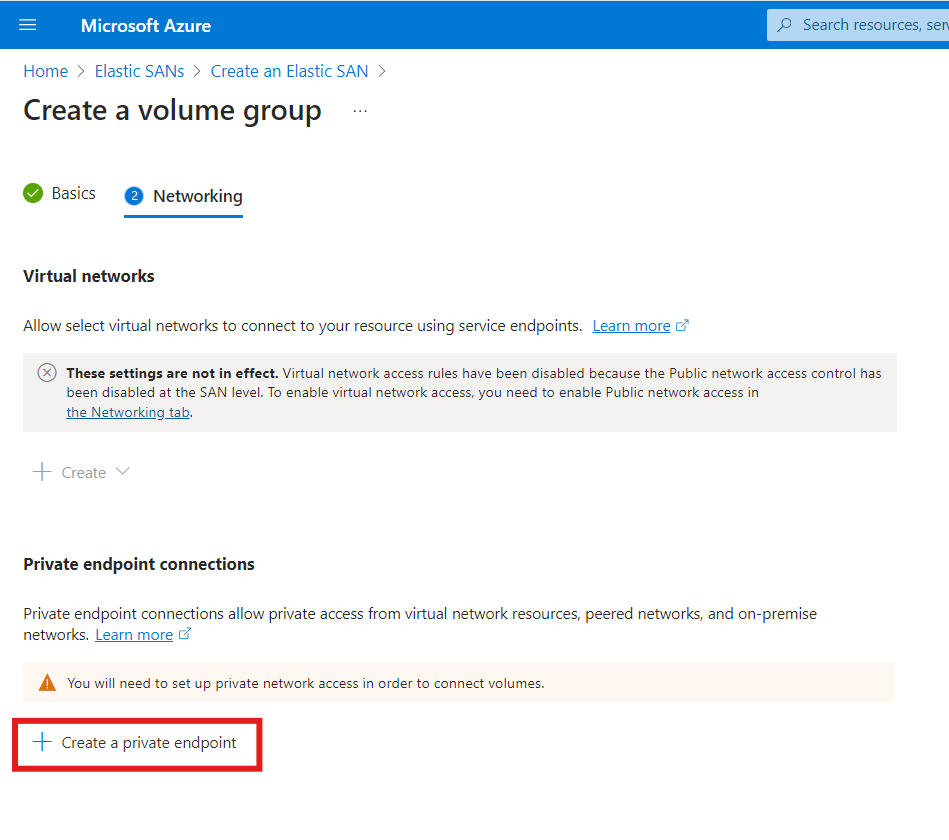 Microsoft Azure
Search resources, ser
Home > Elastic SANs > Create an Elastic SAN >
Create a volume group ...
Basics
2 Networking
Virtual networks
Allow select virtual networks to connect to your resource using service endpoints. Learn more
These settings are not in effect. Virtual network access rules have been disabled because the Public network access control has
been disabled at the SAN level. To enable virtual network access, you need to enable Public network access in
the Networking tab.
+ Create
Private endpoint connections
Private endpoint connections allow private access from virtual network resources, peered networks, and on-premise
networks. Learn more
You will need to set up private network access in order to connect volumes.
+ Create a private endpoint